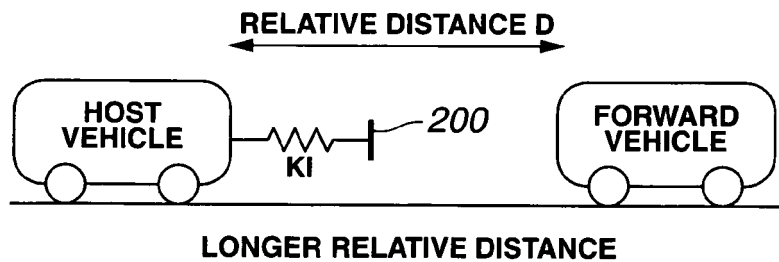 RELATIVE DISTANCE D
HOST
VEHICLE
KI
200
FORWARD
VEHICLE
LONGER RELATIVE DISTANCE